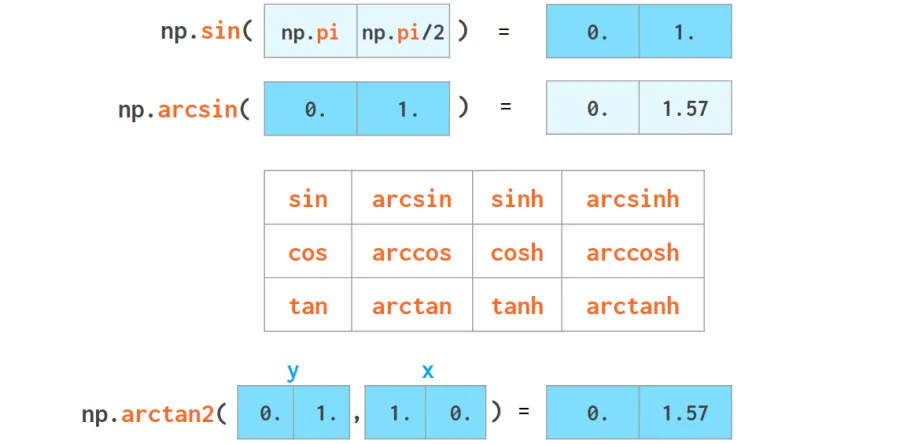 np.sin( np.pi np.pi/2 ) = 0. 1.
np.arcsin( 0. 1. ) = 0. 1.57
sin arcsin sinh arcsinh
cos arccos cosh arccosh
tan arctan tanh arctanh
y x
np.arctan2( 0. 1. , 1. 0. ) = 0. 1.57